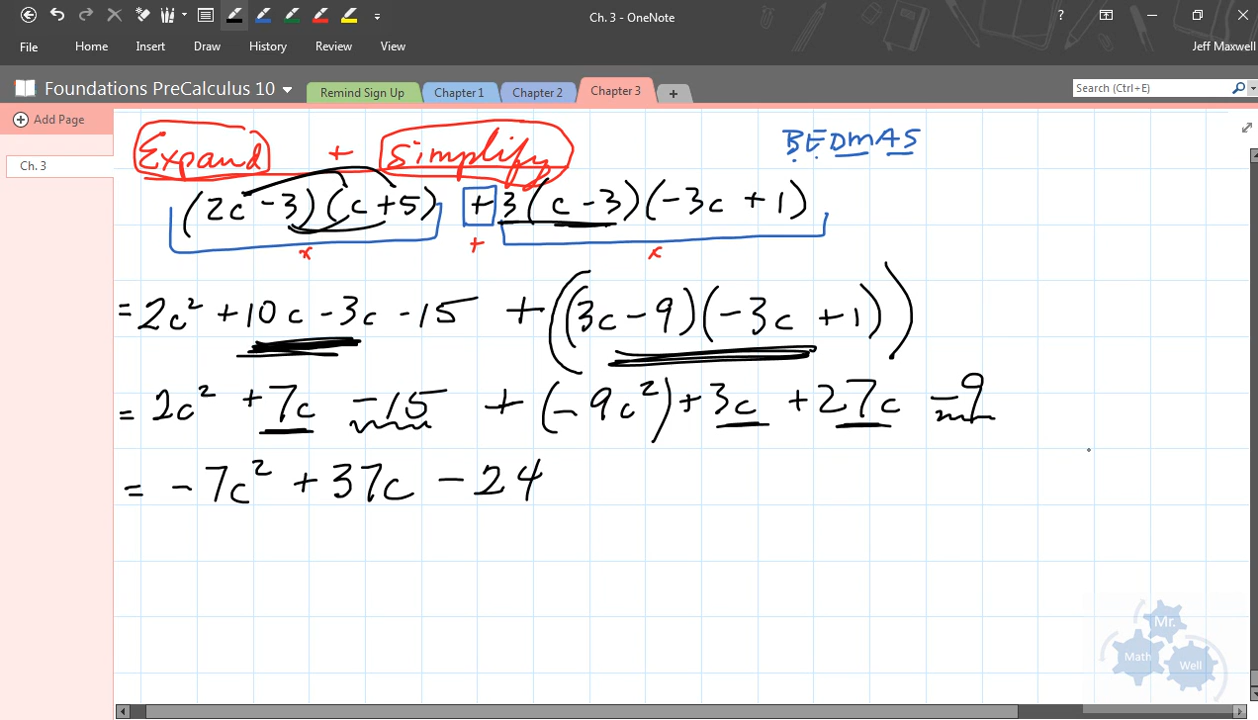 Ch. 3 - OneNote
?
File Home Insert Draw History Review View Jeff Maxwell
Foundations PreCalculus 10 Remind Sign Up Chapter 1 Chapter 2 Chapter 3 + Search (Ctrl+E)
Add Page
Ch. 3
Expand + Simplify BEDMAS
(2c -3)(c +5) + 3(c -3)(-3c +1)
x + x
= 2c² +10c -3c -15 + ((3c -9)(-3c +1))
= 2c² +7c -15 + (-9c²) +3c +27c -9
= -7c² +37c -24
Mr.
Math Well